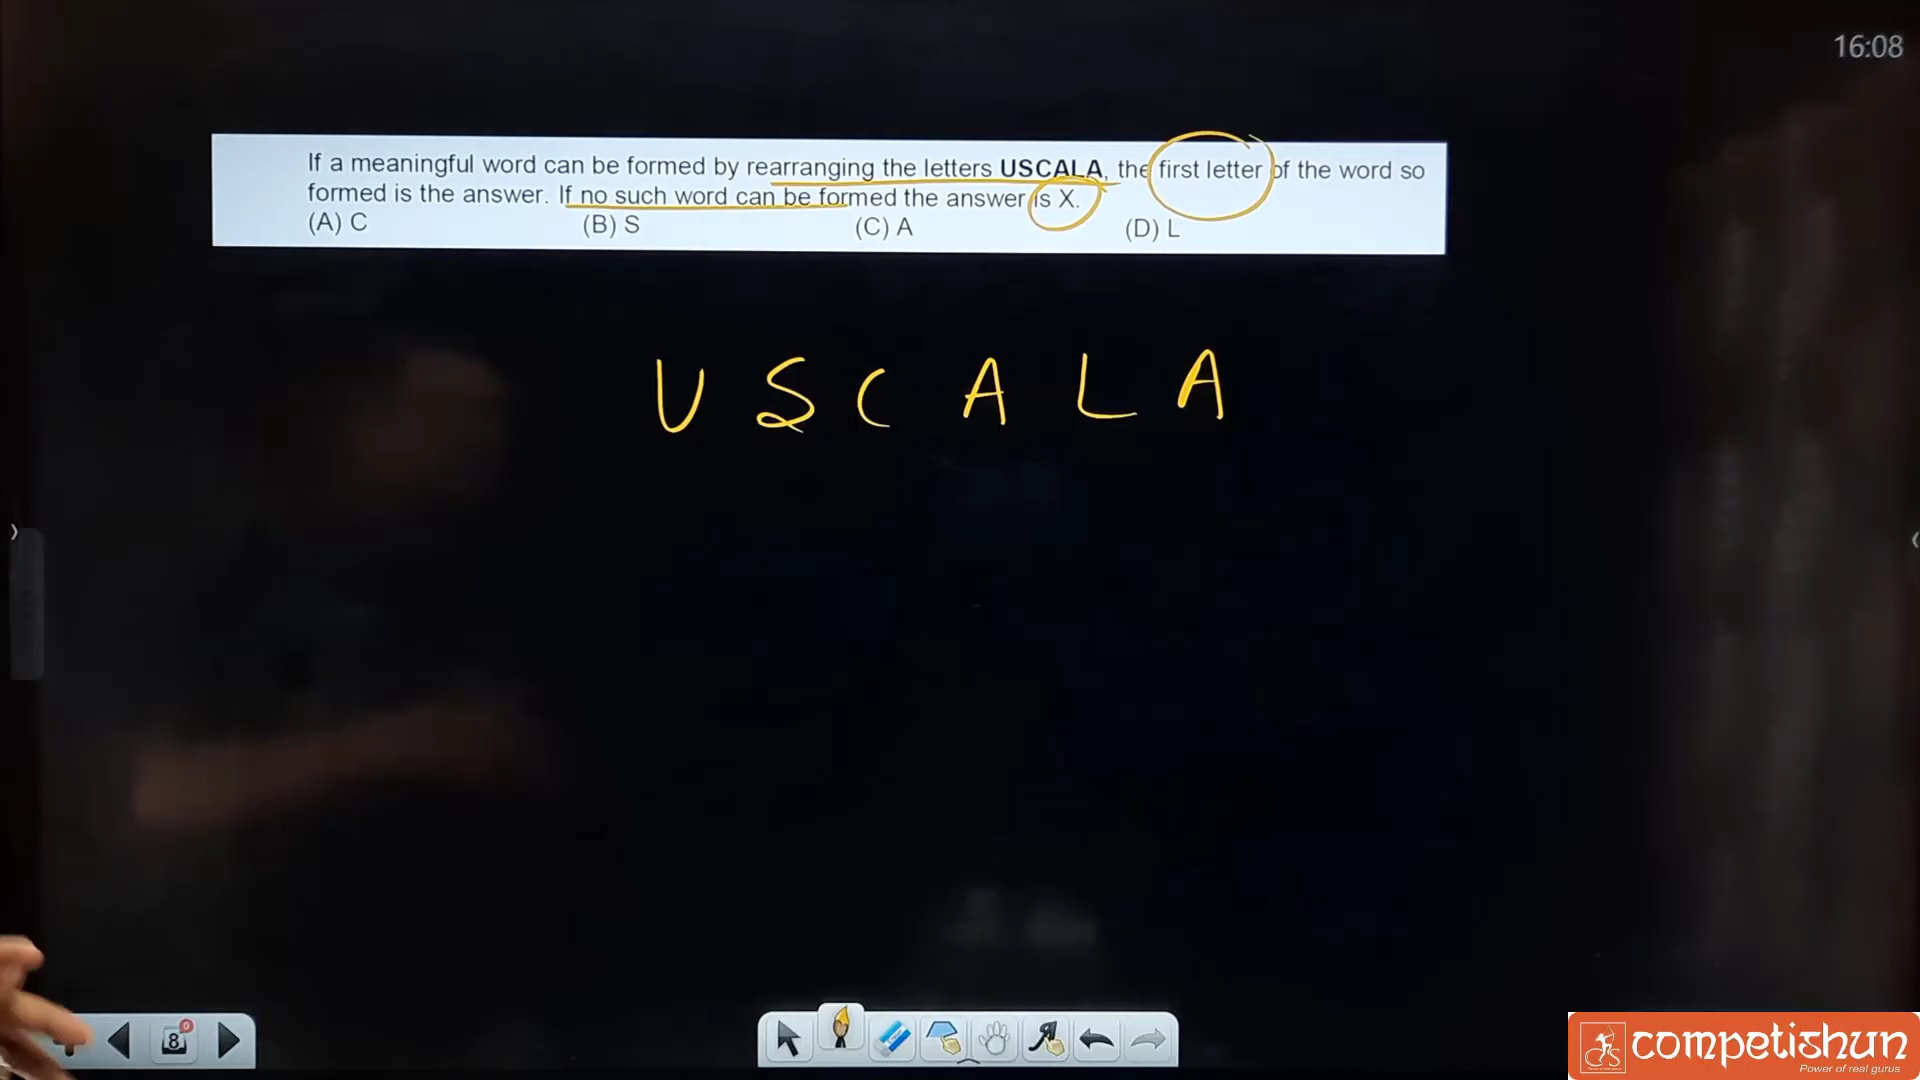 16:08
If a meaningful word can be formed by rearranging the letters USCALA, the first letter of the word so
formed is the answer. If no such word can be formed the answer is X.
(A) C (B) S (C) A (D) L
U S C A L A
8 0
competishun
Power of real gurus